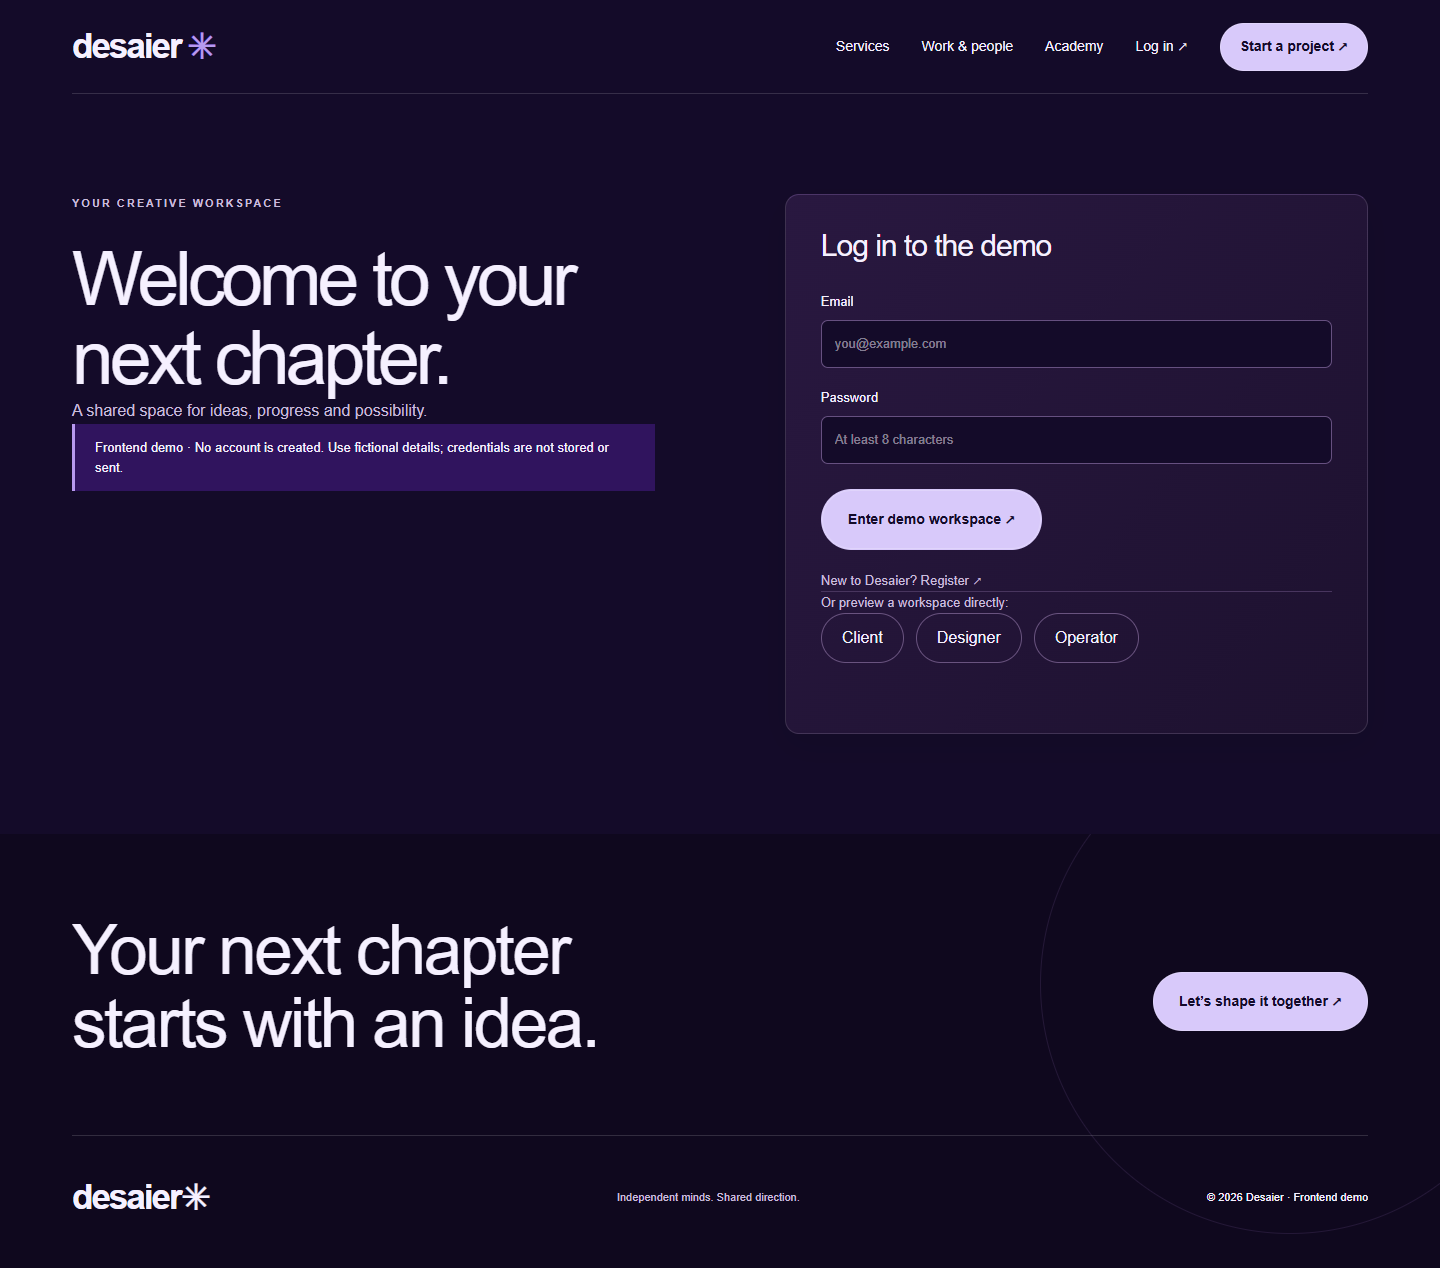 desaier ✳
Services
Work & people
Academy
Log in ↗
Start a project ↗
YOUR CREATIVE WORKSPACE
Welcome to your
next chapter.
A shared space for ideas, progress and possibility.
Frontend demo · No account is created. Use fictional details; credentials are not stored or
sent.
Log in to the demo
Email
you@example.com
Password
At least 8 characters
Enter demo workspace ↗
New to Desaier? Register ↗
Or preview a workspace directly:
Client
Designer
Operator
Your next chapter
starts with an idea.
Let’s shape it together ↗
desaier✳
Independent minds. Shared direction.
© 2026 Desaier · Frontend demo